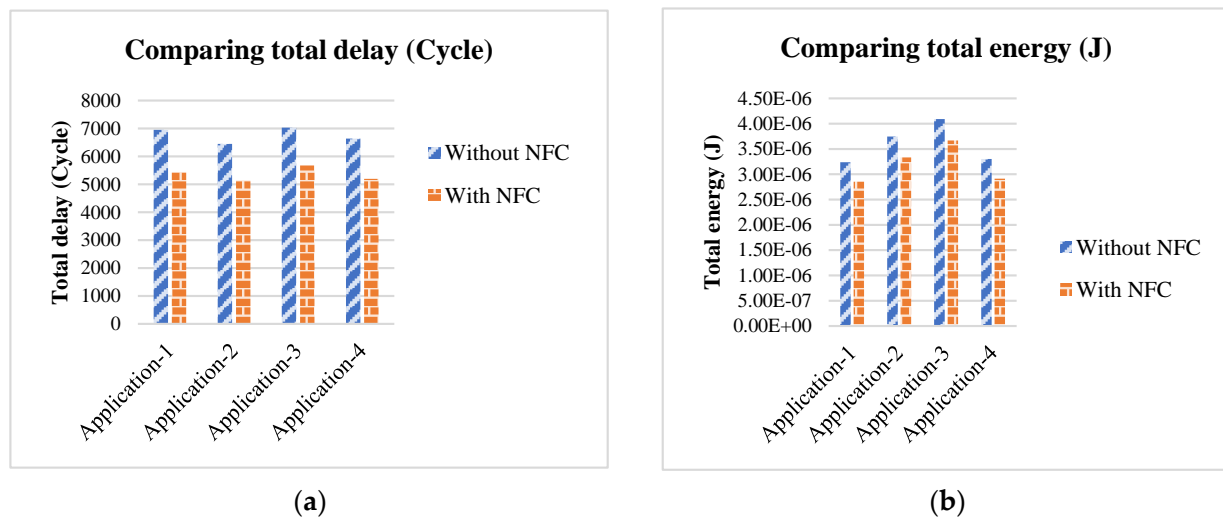 Comparing total delay (Cycle)
Total delay (Cycle)
8000
7000
6000
5000
4000
3000
2000
1000
0
Application-1
Application-2
Application-3
Application-4
Without NFC
With NFC
(a)
Comparing total energy (J)
Total energy (J)
4.50E-06
4.00E-06
3.50E-06
3.00E-06
2.50E-06
2.00E-06
1.50E-06
1.00E-06
5.00E-07
0.00E+00
Application-1
Application-2
Application-3
Application-4
Without NFC
With NFC
(b)